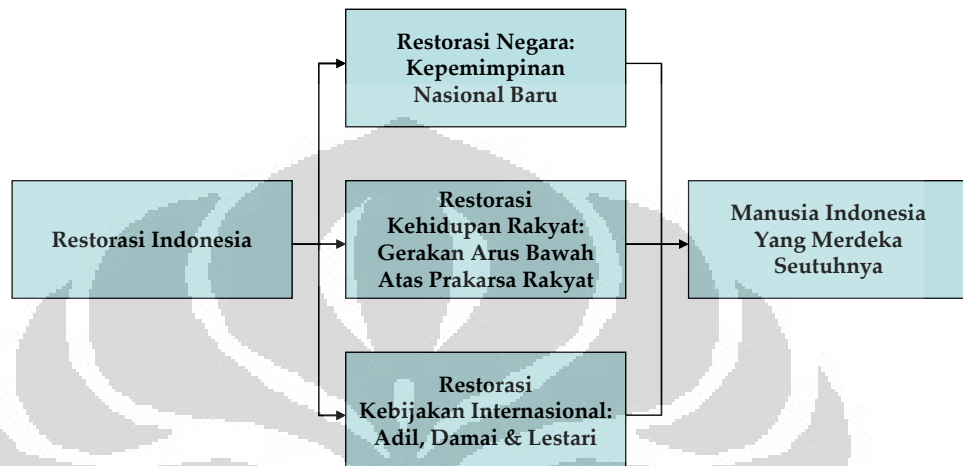 Restorasi Negara:
Kepemimpinan
Nasional Baru
Restorasi Indonesia
Restorasi
Kehidupan Rakyat:
Gerakan Arus Bawah
Atas Prakarsa Rakyat
Manusia Indonesia
Yang Merdeka
Seutuhnya
Restorasi
Kebijakan Internasional:
Adil, Damai & Lestari